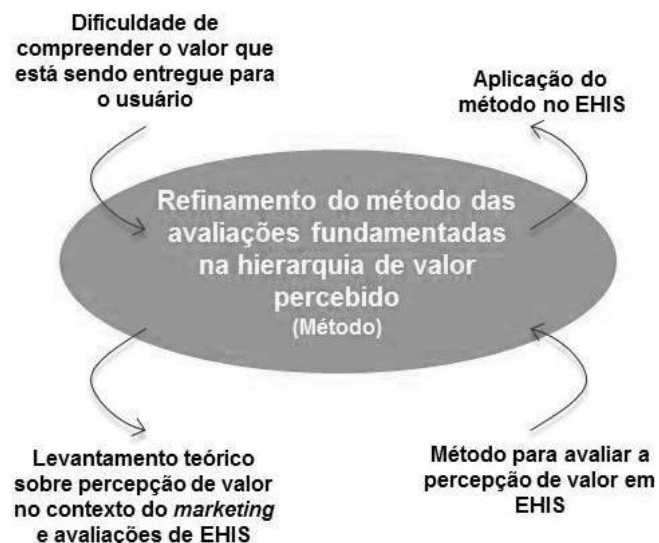 Dificuldade de
compreender o valor que
está sendo entregue para
o usuário
Aplicação do
método no EHIS
Refinamento do método das
avaliações fundamentadas
na hierarquia de valor
percebido
(Método)
Levantamento teórico
sobre percepção de valor
no contexto do marketing
e avaliações de EHIS
Método para avaliar a
percepção de valor em
EHIS